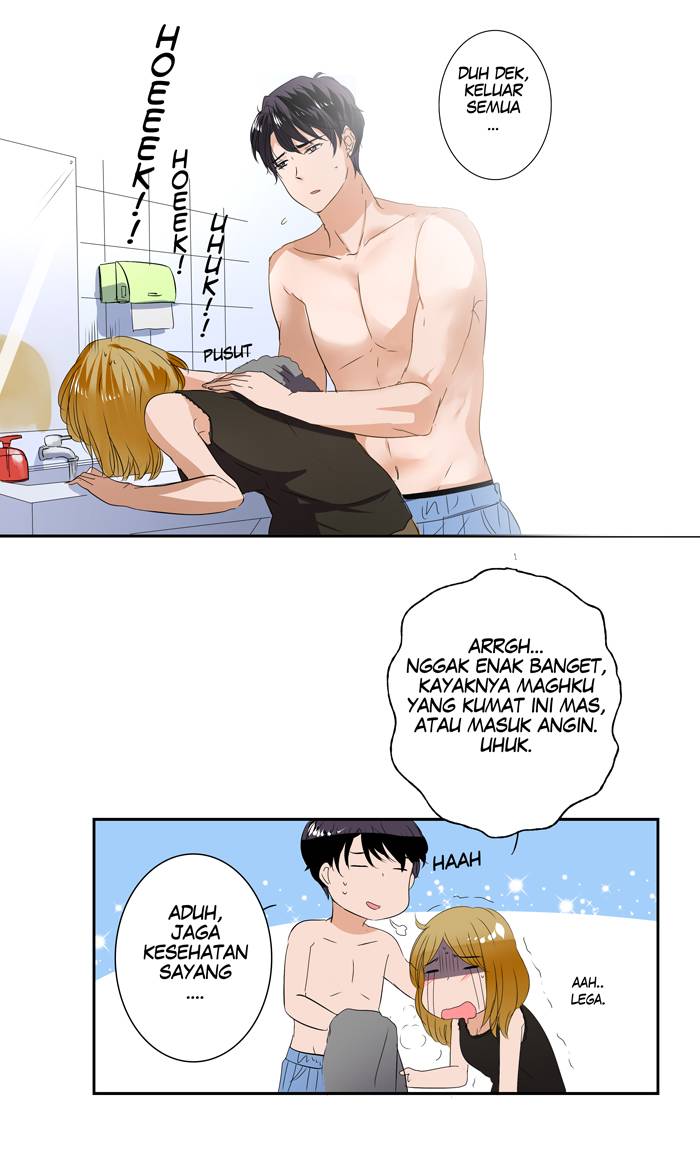 HOEEEEK!!
HOEEK!
UHUK!!
DUH DEK,
KELUAR
SEMUA
...
PUSUT
ARRGH...
NGGAK ENAK BANGET,
KAYAKNYA MAGHKU
YANG KUMAT INI MAS,
ATAU MASUK ANGIN.
UHUK.
HAAH
ADUH,
JAGA
KESEHATAN
SAYANG
....
AAH..
LEGA.